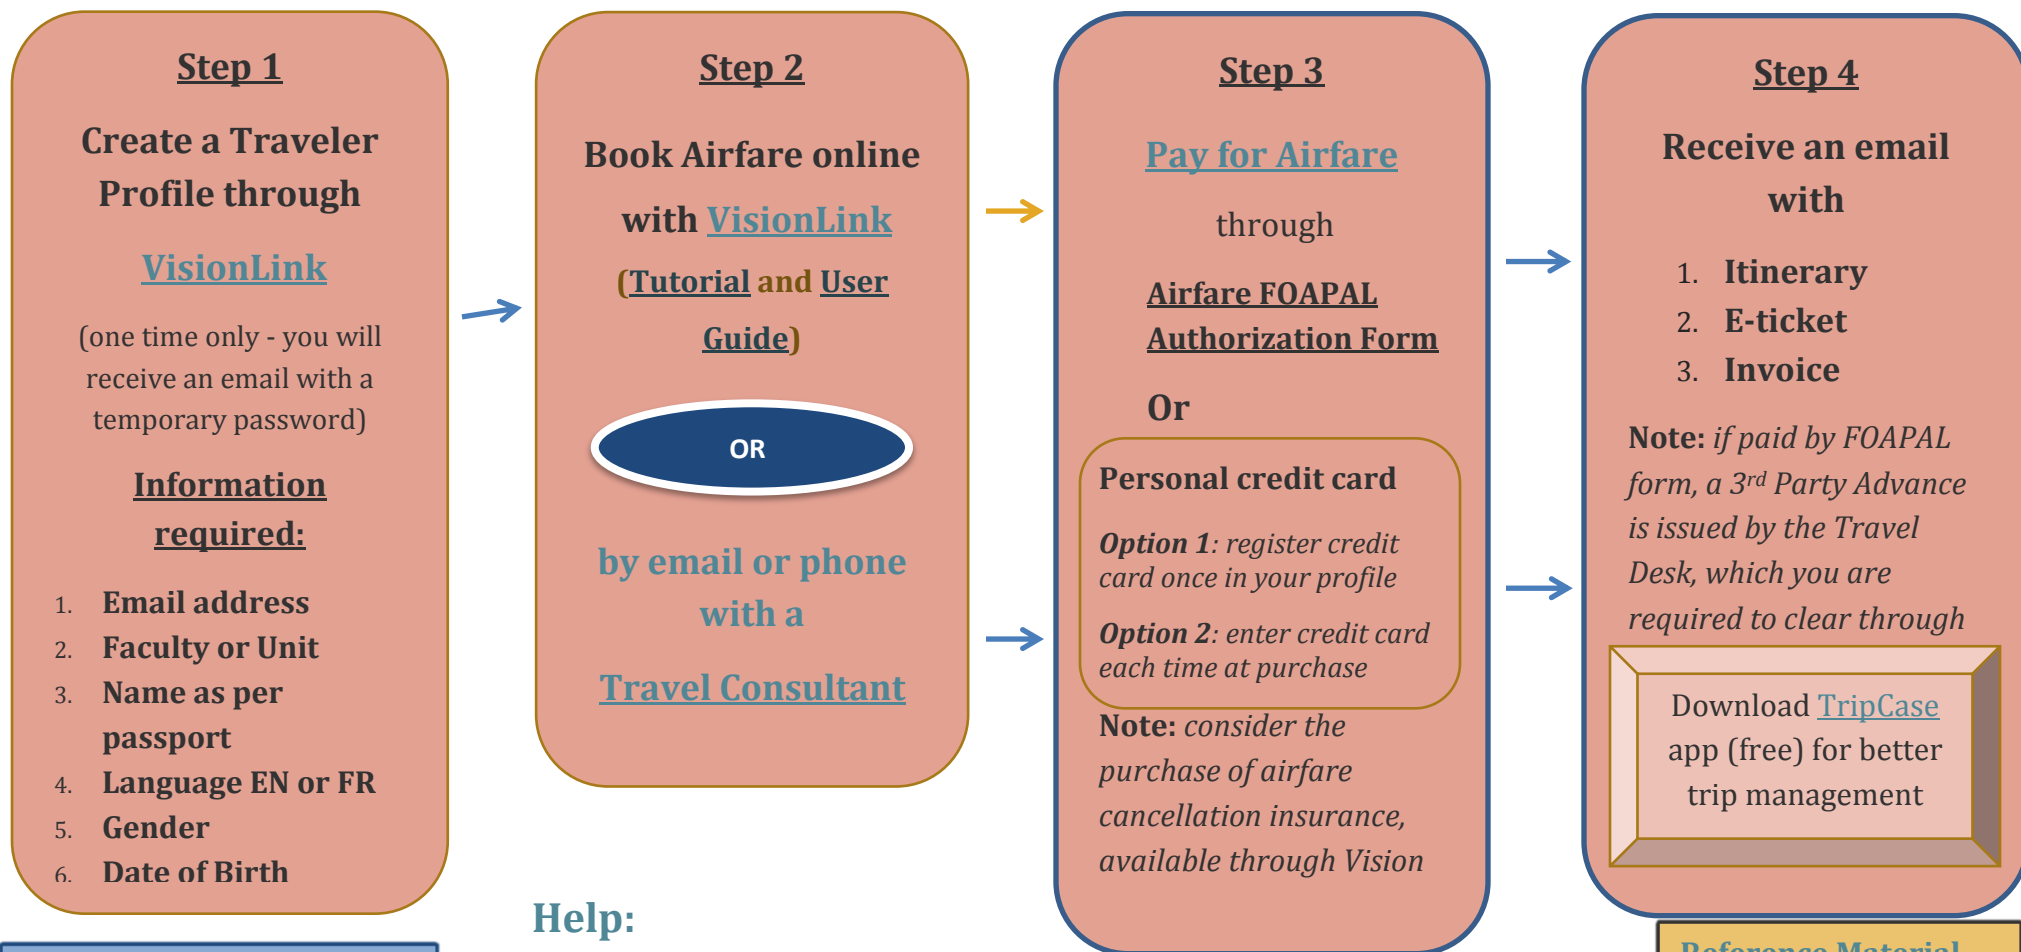 Step 1
Create a Traveler
Profile through
VisionLink
(one time only - you will
receive an email with a
temporary password)
Information
required:
1. Email address
2. Faculty or Unit
3. Name as per
passport
4. Language EN or FR
5. Gender
6. Date of Birth
Step 2
Book Airfare online
with VisionLink
(Tutorial and User
Guide)
OR
by email or phone
with a
Travel Consultant
Step 3
Pay for Airfare
through
Airfare FOAPAL
Authorization Form
Or
Personal credit card
Option 1: register credit
card once in your profile
Option 2: enter credit card
each time at purchase
Note: consider the
purchase of airfare
cancellation insurance,
available through Vision
Step 4
Receive an email
with
1. Itinerary
2. E-ticket
3. Invoice
Note: if paid by FOAPAL
form, a 3rd Party Advance
is issued by the Travel
Desk, which you are
required to clear through
Download TripCase
app (free) for better
trip management
Help:
Reference Material